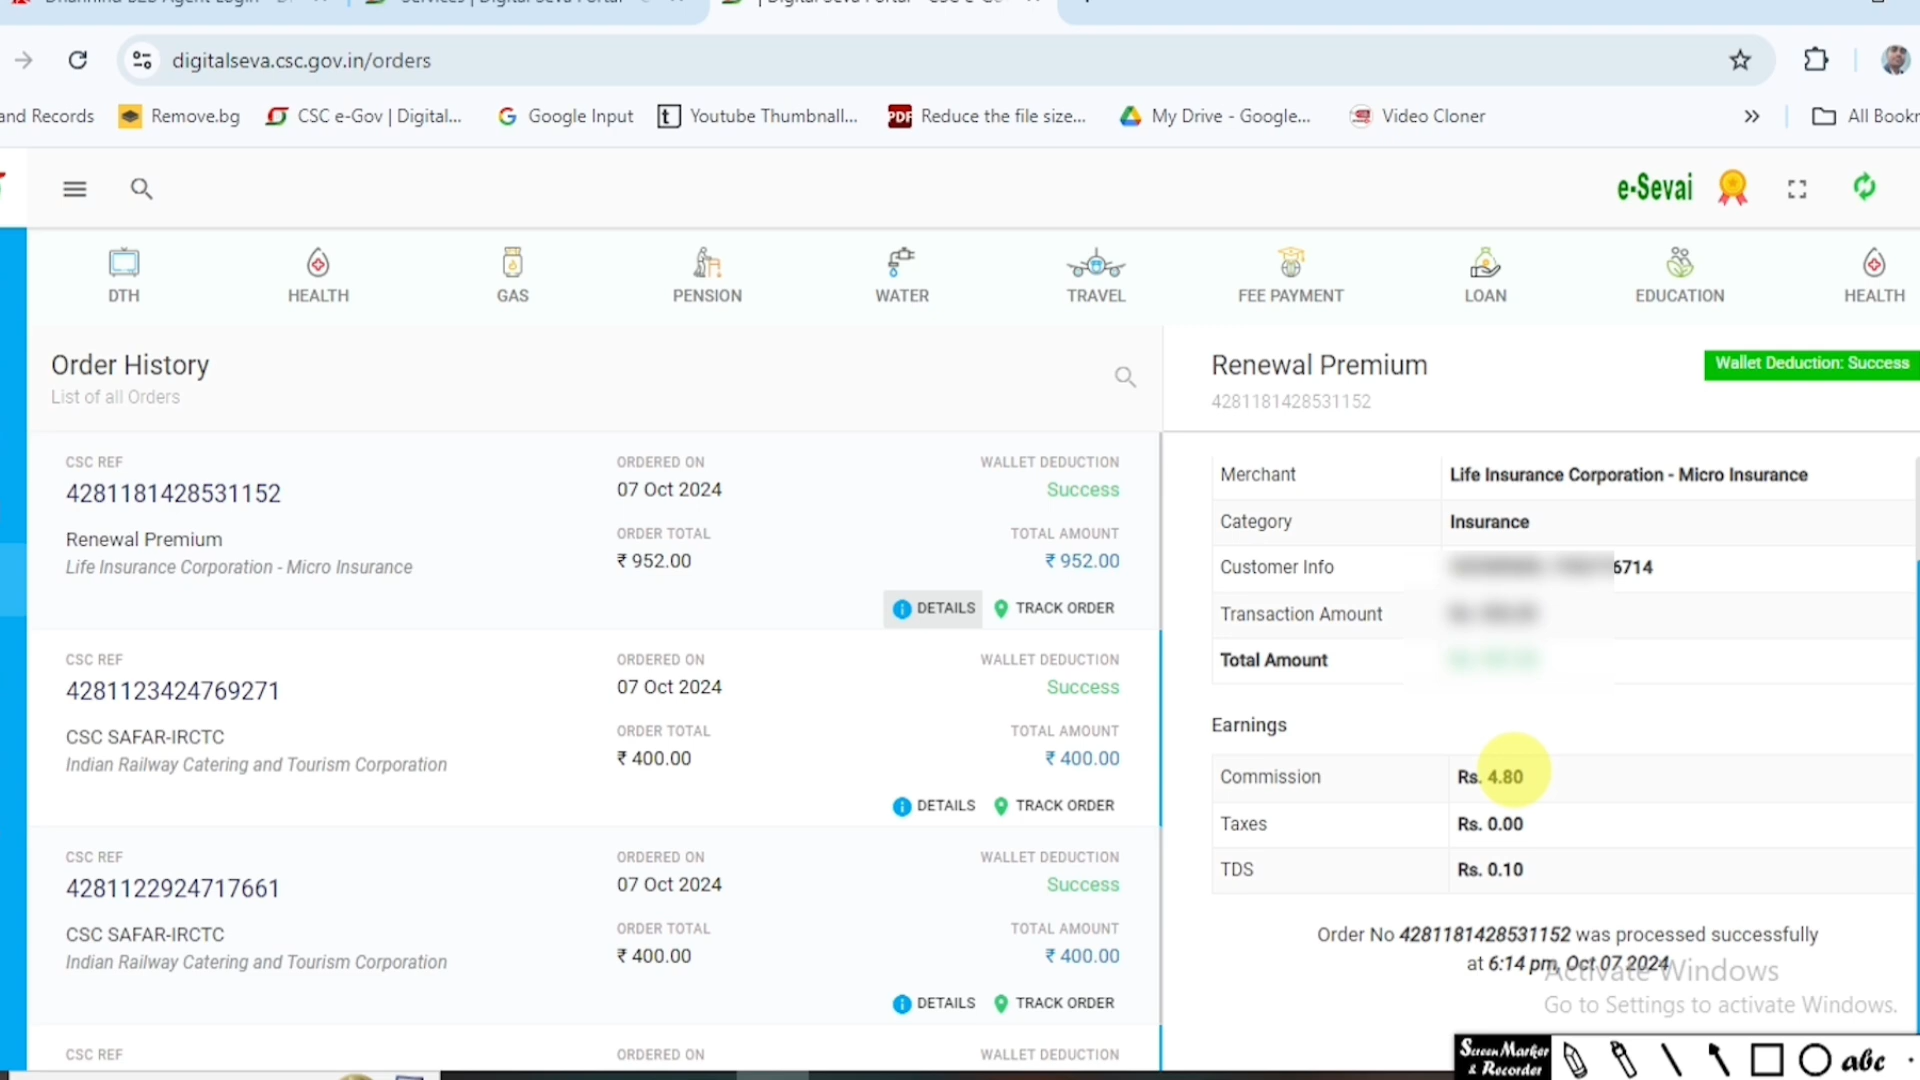 digitalseva.csc.gov.in/orders
and Records
Remove.bg
CSC e-Gov | Digital...
Google Input
t
Youtube Thumbnall...
PDF
Reduce the file size...
My Drive - Google...
Video Cloner
»
All Bookr
e-Sevai
DTH
HEALTH
GAS
PENSION
WATER
TRAVEL
FEE PAYMENT
LOAN
EDUCATION
HEALTH
Order History
List of all Orders
CSC REF
4281181428531152
Renewal Premium
Life Insurance Corporation - Micro Insurance
ORDERED ON
07 Oct 2024
ORDER TOTAL
₹ 952.00
WALLET DEDUCTION
Success
TOTAL AMOUNT
₹ 952.00
DETAILS
TRACK ORDER
CSC REF
4281123424769271
CSC SAFAR-IRCTC
Indian Railway Catering and Tourism Corporation
ORDERED ON
07 Oct 2024
ORDER TOTAL
₹ 400.00
WALLET DEDUCTION
Success
TOTAL AMOUNT
₹ 400.00
DETAILS
TRACK ORDER
CSC REF
4281122924717661
CSC SAFAR-IRCTC
Indian Railway Catering and Tourism Corporation
ORDERED ON
07 Oct 2024
ORDER TOTAL
₹ 400.00
WALLET DEDUCTION
Success
TOTAL AMOUNT
₹ 400.00
DETAILS
TRACK ORDER
CSC REF
ORDERED ON
WALLET DEDUCTION
Renewal Premium
4281181428531152
Wallet Deduction: Success
Merchant Life Insurance Corporation - Micro Insurance
Category Insurance
Customer Info 6714
Transaction Amount
Total Amount
Earnings
Commission Rs. 4.80
Taxes Rs. 0.00
TDS Rs. 0.10
Order No 4281181428531152 was processed successfully
at 6:14 pm, Oct 07 2024
Activate Windows
Go to Settings to activate Windows.
Screen Marker
& Recorder
abc